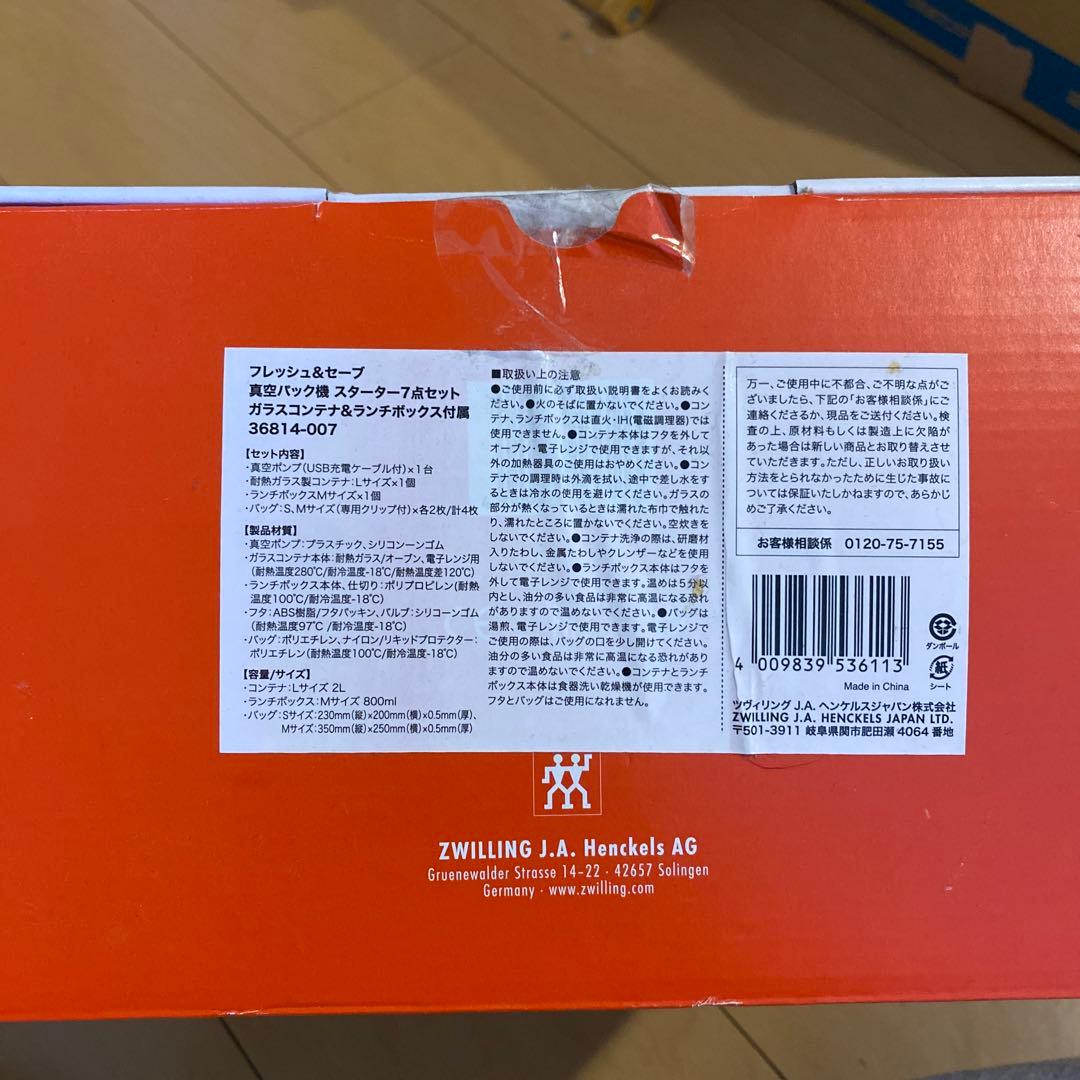 フレッシュ&セーブ
真空パック機 スターター7点セット
ガラスコンテナ&ランチボックス付属
36814-007
【セット内容】
・真空ポンプ(USB充電ケーブル付)×1台
・耐熱ガラス製コンテナ:Lサイズ×1個
・ランチボックスMサイズ×1個
・バッグ:S、Mサイズ(専用クリップ付)×各2枚/計4枚
【製品材質】
・真空ポンプ:プラスチック、シリコンーンゴム
・ガラスコンテナ本体:耐熱ガラス/オーブン、電子レンジ用
(耐熱温度280℃/耐冷温度-18℃/耐熱温度差120℃)
・ランチボックス本体、仕切り:ポリプロピレン(耐熱
温度100℃/耐冷温度-18℃)
・フタ:ABS樹脂/フタパッキン、バルブ:シリコーンゴム
(耐熱温度97℃ /耐冷温度-18℃)
・バッグ:ポリエチレン、ナイロン/リキッドプロテクター:
ポリエチレン(耐熱温度100℃/耐冷温度-18℃)
【容量/サイズ】
・コンテナ:Lサイズ 2L
・ランチボックス:Mサイズ 800ml
・バッグ:Sサイズ:230mm(縦)×200mm(横)×0.5mm(厚)、
Mサイズ:350mm(縦)×250mm(横)×0.5mm(厚)
■取扱い上の注意
●ご使用前に必ず取扱い説明書をよくお読みく
ださい。●火のそばに置かないでください。●コン
テナ、ランチボックスは直火・IH(電磁調理器)では
使用できません。●コンテナ本体はフタを外して
オーブン・電子レンジで使用できますが、それ以
外の加熱器具のご使用はおやめください。●コン
テナでの調理時は外滴を拭い、途中で差し水をす
るときは冷水の使用を避けてください。ガラスの
部分が熱くなっているときは濡れた布巾で触れた
り、濡れたところに置かないでください。空炊きを
しないでください。●コンテナ洗浄の際は、研磨材
入りたわし、金属たわしやクレンザーなどを使用
しないでください。●ランチボックス本体はフタを
外して電子レンジで使用できます。温めは5分以
内とし、油分の多い食品は非常に高温になる恐れ
がありますので温めないでください。●バッグは
湯煎、電子レンジで使用できます。電子レンジで
ご使用の際は、バッグの口を少し開けてください。
油分の多い食品は非常に高温になる恐れがあり
ますので温めないでください。●コンテナとランチ
ボックス本体は食器洗い乾燥機が使用できます。
フタとバッグはご使用になれません。
万一、ご使用中に不都合、ご不明な点がご
ざいましたら、下記の「お客様相談係」にご
連絡くださるか、現品をご送付ください。検
査の上、原材料もしくは製造上に欠陥が
あった場合は新しい商品とお取り替えさせ
ていただきます。ただし、正しいお取り扱い
方法をとられなかったために生じた事故に
ついては保証いたしかねますので、あらかじ
めご了承ください。
お客様相談係 0120-75-7155
4 009839 536113
ダンボール
紙
シート
Made in China
ツヴィリング J.A. ヘンケルスジャパン株式会社
ZWILLING J.A. HENCKELS JAPAN LTD.
〒501-3911 岐阜県関市肥田瀬 4064 番地
ZWILLING J.A. Henckels AG
Gruenewalder Strasse 14-22 · 42657 Solingen
Germany · www.zwilling.com